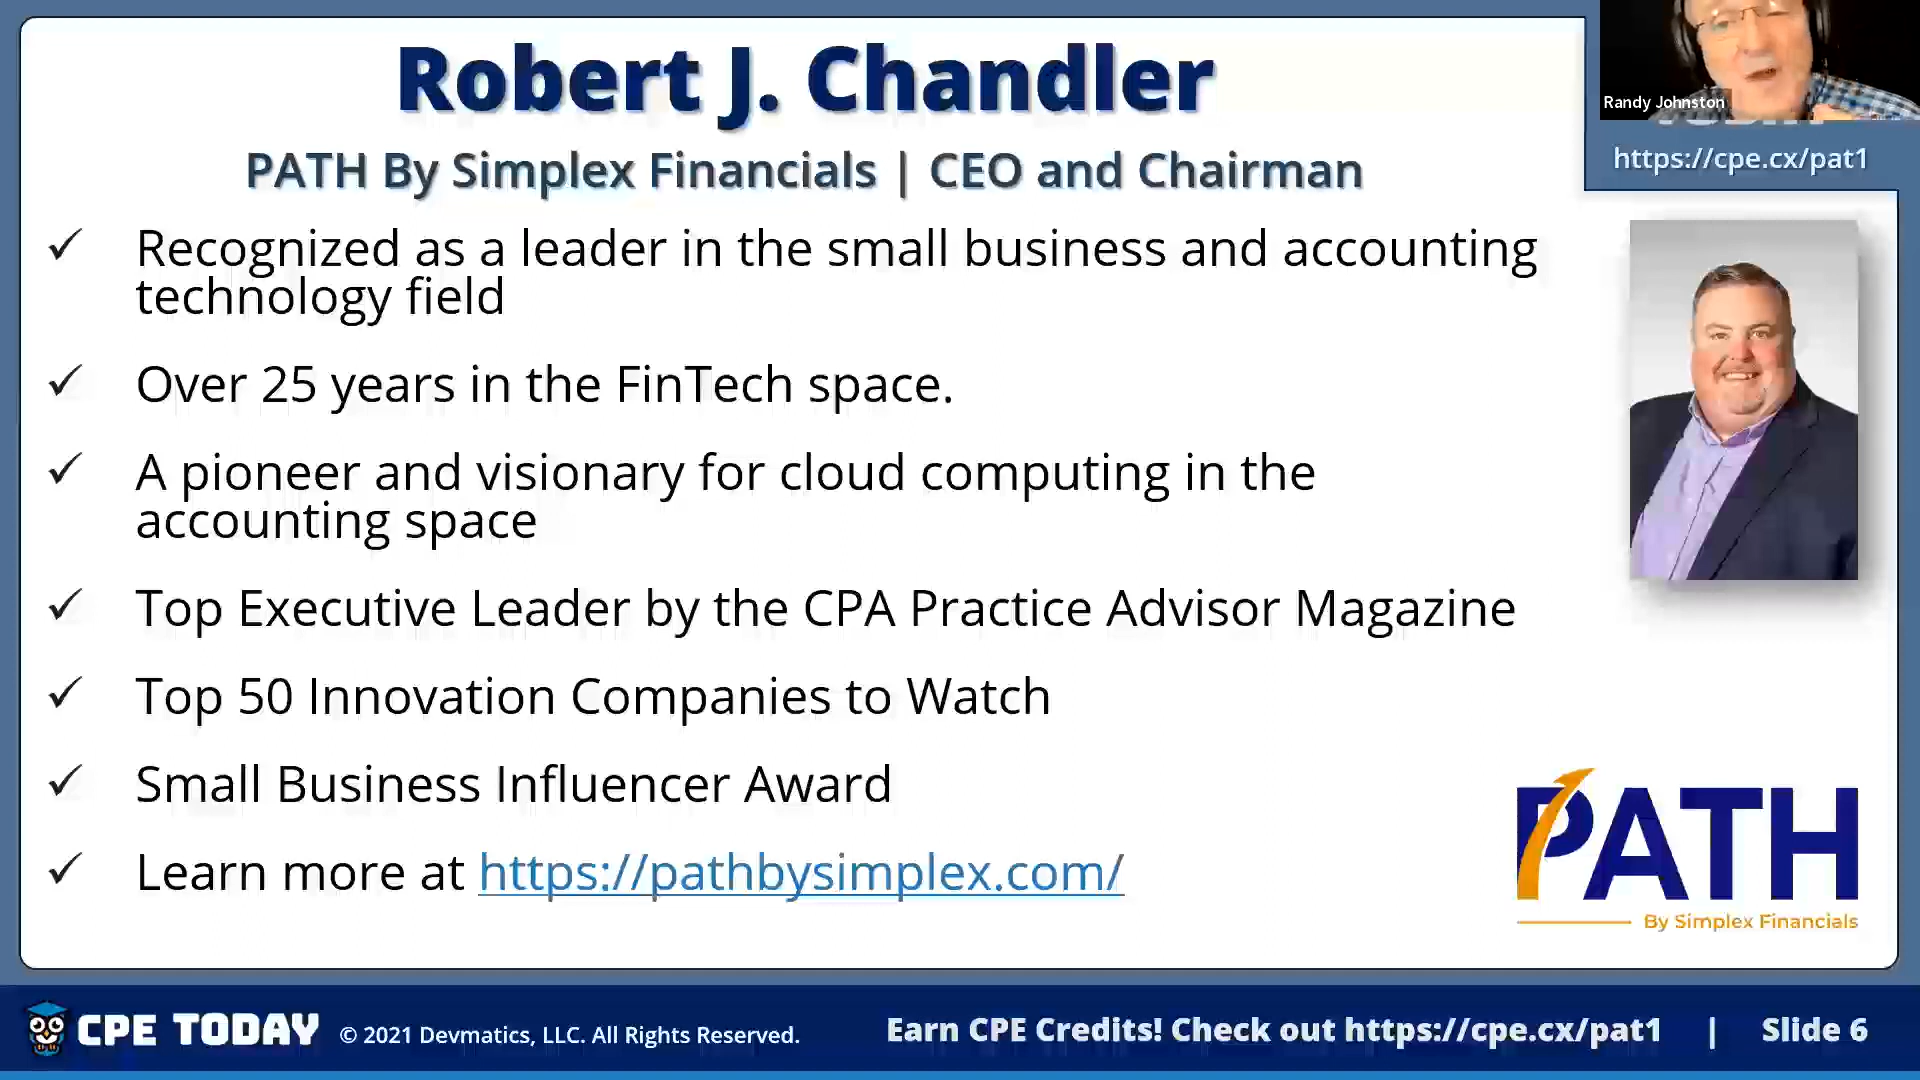 Robert J. Chandler
PATH By Simplex Financials | CEO and Chairman
Randy Johnston
https://cpe.cx/pat1
✓ Recognized as a leader in the small business and accounting
technology field
✓ Over 25 years in the FinTech space.
✓ A pioneer and visionary for cloud computing in the
accounting space
✓ Top Executive Leader by the CPA Practice Advisor Magazine
✓ Top 50 Innovation Companies to Watch
✓ Small Business Influencer Award
✓ Learn more at https://pathbysimplex.com/
PATH
By Simplex Financials
CPE TODAY © 2021 Devmatics, LLC. All Rights Reserved. Earn CPE Credits! Check out https://cpe.cx/pat1 | Slide 6